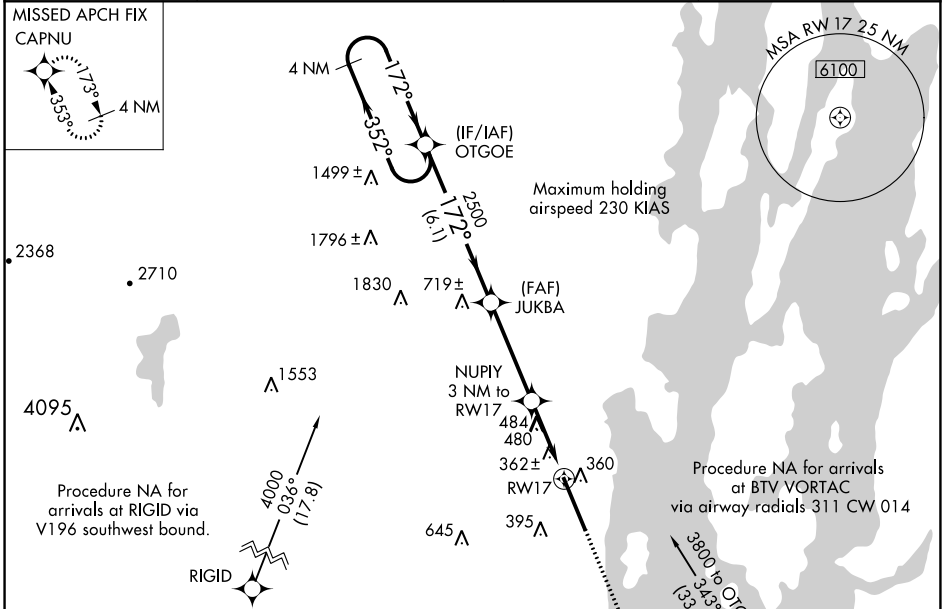 MISSED APCH FIX
CAPNU
173°
353°
4 NM
4 NM
172°
352°
(IF/IAF)
OTGOE
MSA RW 17 25 NM
6100
1499 ±
Maximum holding
airspeed 230 KIAS
2500
172°
(6.1)
1796 ±
2368
2710
1830
719 ±
(FAF)
JUKBA
NUPIY
3 NM to
RW17
1553
4095
484
480
362 ±
360
RW17
Procedure NA for
arrivals at RIGID via
V196 southwest bound.
4000
036°
(17.8)
Procedure NA for arrivals
at BTV VORTAC
via airway radials 311 CW 014
645
395
RIGID
3800 to
343°